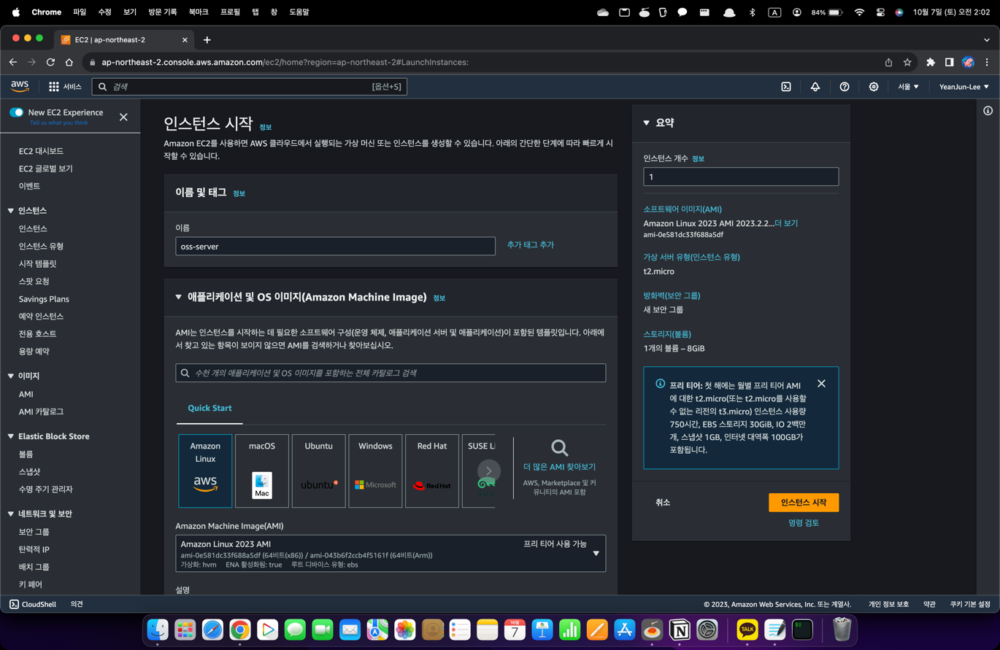 Chrome 파일 수정 보기 방문 기록 북마크 프로필 탭 창 도움말 A 84% 10월 7일 (토) 오전 2:02
EC2 | ap-northeast-2
ap-northeast-2.console.aws.amazon.com/ec2/home?region=ap-northeast-2#LaunchInstances:
aws 서비스 검색 [옵션+S] 서울 ▼ YeanJun-Lee ▼
New EC2 Experience
Tell us what you think
EC2 대시보드
EC2 글로벌 보기
이벤트
▼ 인스턴스
인스턴스
인스턴스 유형
시작 템플릿
스팟 요청
Savings Plans
예약 인스턴스
전용 호스트
용량 예약
▼ 이미지
AMI
AMI 카탈로그
▼ Elastic Block Store
볼륨
스냅샷
수명 주기 관리자
▼ 네트워크 및 보안
보안 그룹
탄력적 IP
배치 그룹
키 페어
인스턴스 시작 정보
Amazon EC2를 사용하면 AWS 클라우드에서 실행되는 가상 머신 또는 인스턴스를 생성할 수 있습니다. 아래의 간단한 단계에 따라 빠르게 시
작할 수 있습니다.
이름 및 태그 정보
이름
oss-server 추가 태그 추가
▼ 애플리케이션 및 OS 이미지(Amazon Machine Image) 정보
AMI는 인스턴스를 시작하는 데 필요한 소프트웨어 구성(운영 체제, 애플리케이션 서버 및 애플리케이션)이 포함된 템플릿입니다. 아래에
서 찾고 있는 항목이 보이지 않으면 AMI를 검색하거나 찾아보십시오.
수천 개의 애플리케이션 및 OS 이미지를 포함하는 전체 카탈로그 검색
Quick Start
Amazon
Linux
aws
macOS
Mac
Ubuntu
ubuntu
Windows
Microsoft
Red Hat
Red Hat
SUSE Li
더 많은 AMI 찾아보기
AWS, Marketplace 및 커
뮤니티의 AMI 포함
Amazon Machine Image(AMI)
Amazon Linux 2023 AMI 프리 티어 사용 가능
ami-0e581dc33f688a5df (64비트(x86)) / ami-043b6f2ccb4f5161f (64비트(Arm))
가상화: hvm ENA 활성화됨: true 루트 디바이스 유형: ebs
설명
▼ 요약
인스턴스 개수 정보
1
소프트웨어 이미지(AMI)
Amazon Linux 2023 AMI 2023.2.2...더 보기
ami-0e581dc33f688a5df
가상 서버 유형(인스턴스 유형)
t2.micro
방화벽(보안 그룹)
새 보안 그룹
스토리지(볼륨)
1개의 볼륨 – 8GiB
프리 티어: 첫 해에는 월별 프리 티어 AMI
에 대한 t2.micro(또는 t2.micro를 사용할
수 없는 리전의 t3.micro) 인스턴스 사용량
750시간, EBS 스토리지 30GiB, IO 2백만
개, 스냅샷 1GB, 인터넷 대역폭 100GB가
포함됩니다.
취소 인스턴스 시작
명령 검토
CloudShell 의견 © 2023, Amazon Web Services, Inc. 또는 계열사. 개인 정보 보호 약관 쿠키 기본 설정
10월
7
TALK